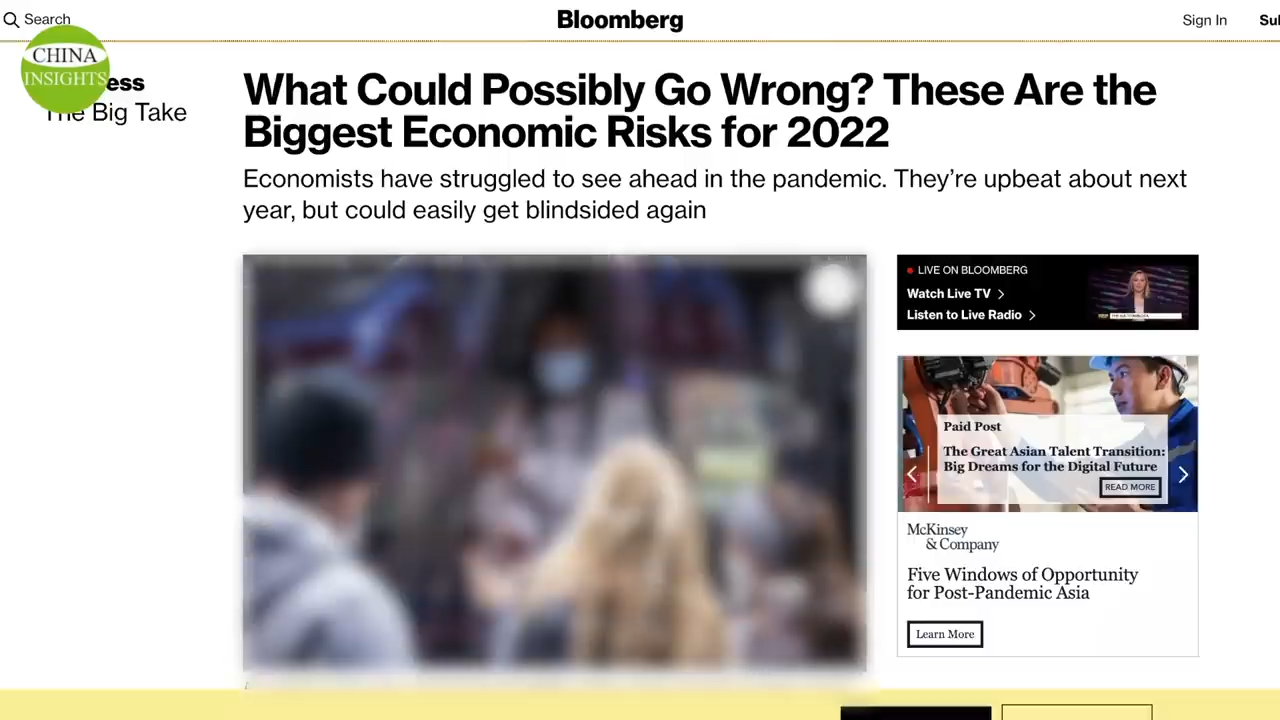 Search
Bloomberg
Sign In
CHINA
INSIGHTS
ess
The Big Take
What Could Possibly Go Wrong? These Are the
Biggest Economic Risks for 2022
Economists have struggled to see ahead in the pandemic. They’re upbeat about next
year, but could easily get blindsided again
LIVE ON BLOOMBERG
Watch Live TV
Listen to Live Radio
Paid Post
The Great Asian Talent Transition:
Big Dreams for the Digital Future
READ MORE
McKinsey
& Company
Five Windows of Opportunity
for Post-Pandemic Asia
Learn More